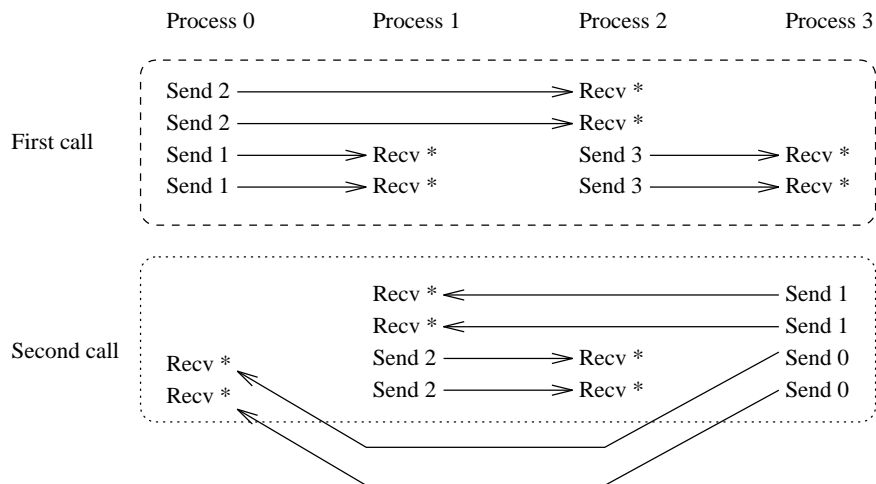 Process 0 Process 1 Process 2 Process 3
Send 2 Recv *
Send 2 Recv *
First call
Send 1 Recv * Send 3 Recv *
Send 1 Recv * Send 3 Recv *
Recv * Send 1
Recv * Send 1
Second call
Recv * Send 2 Recv * Send 0
Recv * Send 2 Recv * Send 0